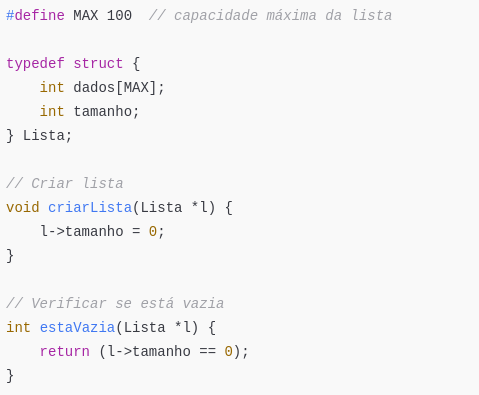 #define MAX 100  // capacidade máxima da lista
typedef struct {
    int dados[MAX];
    int tamanho;
} Lista;
// Criar lista
void criarLista(Lista *l) {
    l->tamanho = 0;
}
// Verificar se está vazia
int estaVazia(Lista *l) {
    return (l->tamanho == 0);
}